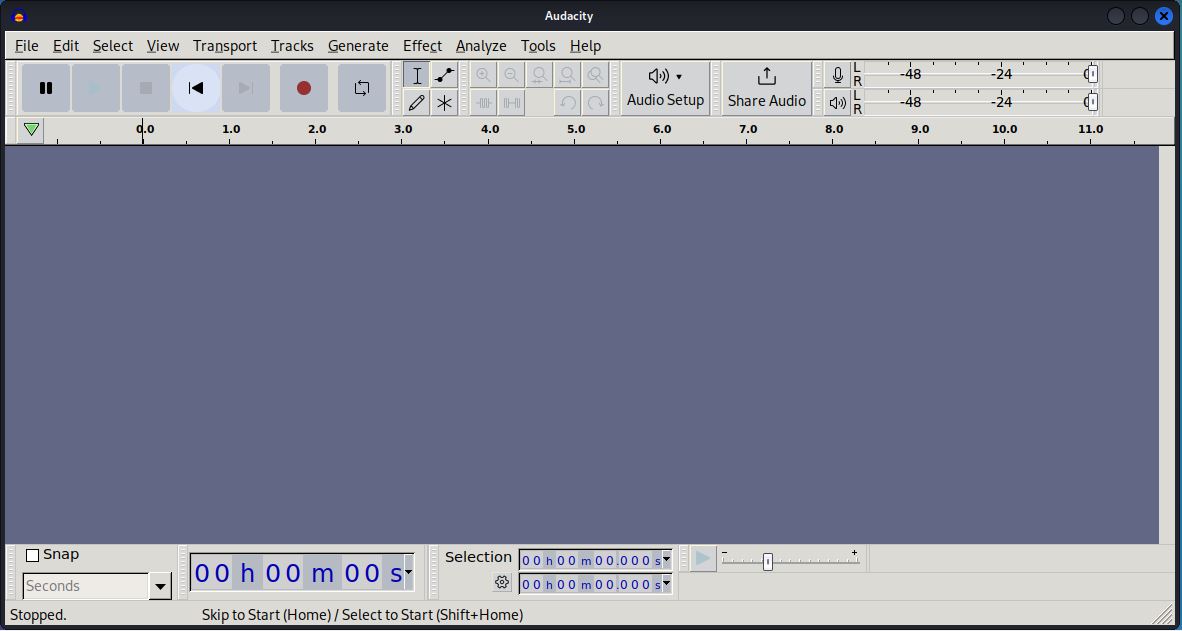 Audacity
File Edit Select View Transport Tracks Generate Effect Analyze Tools Help
L -48 -24 0
R
Audio Setup Share Audio
L -48 -24 0
R
0.0 1.0 2.0 3.0 4.0 5.0 6.0 7.0 8.0 9.0 10.0 11.0
Snap
Seconds
00 h 00 m 00 s
Selection 00 h 00 m 00.000 s
00 h 00 m 00.000 s
- +
Stopped. Skip to Start (Home) / Select to Start (Shift+Home)